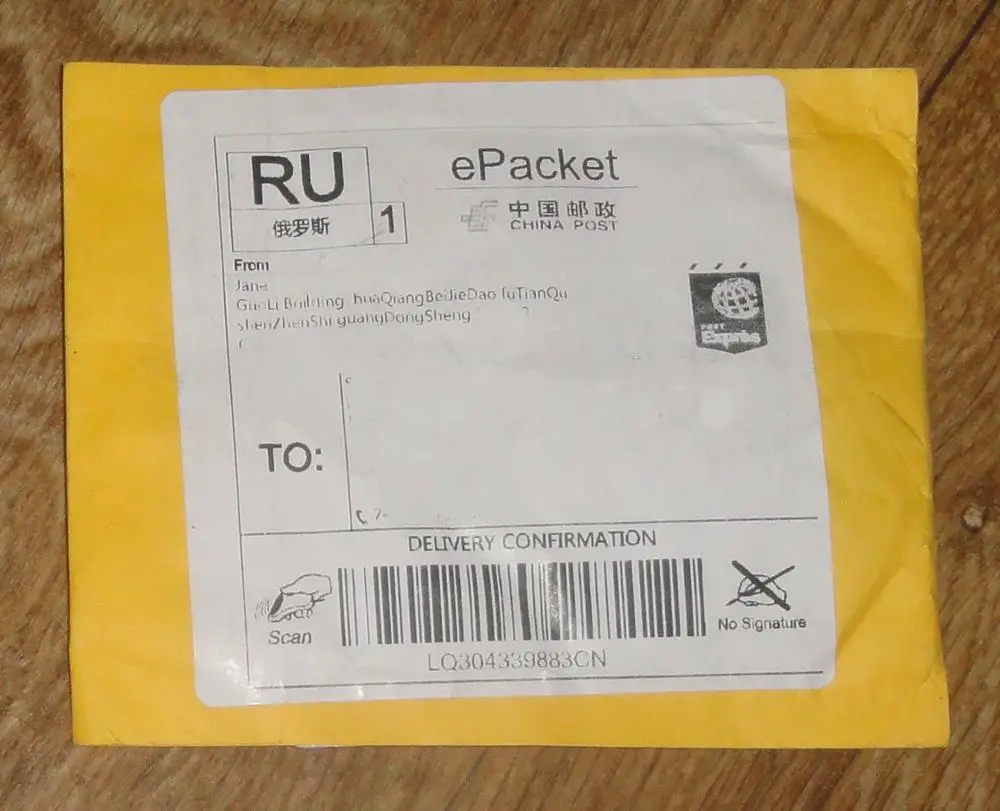 RU
俄罗斯
1
ePacket
中国邮政
CHINA POST
From
Jane
GuoLi Building huaQiangBeiJieDao fuTianQu
shenZhenShi guangDongSheng
POST
Express
TO:
DELIVERY CONFIRMATION
Scan
No Signature
LQ304339883CN